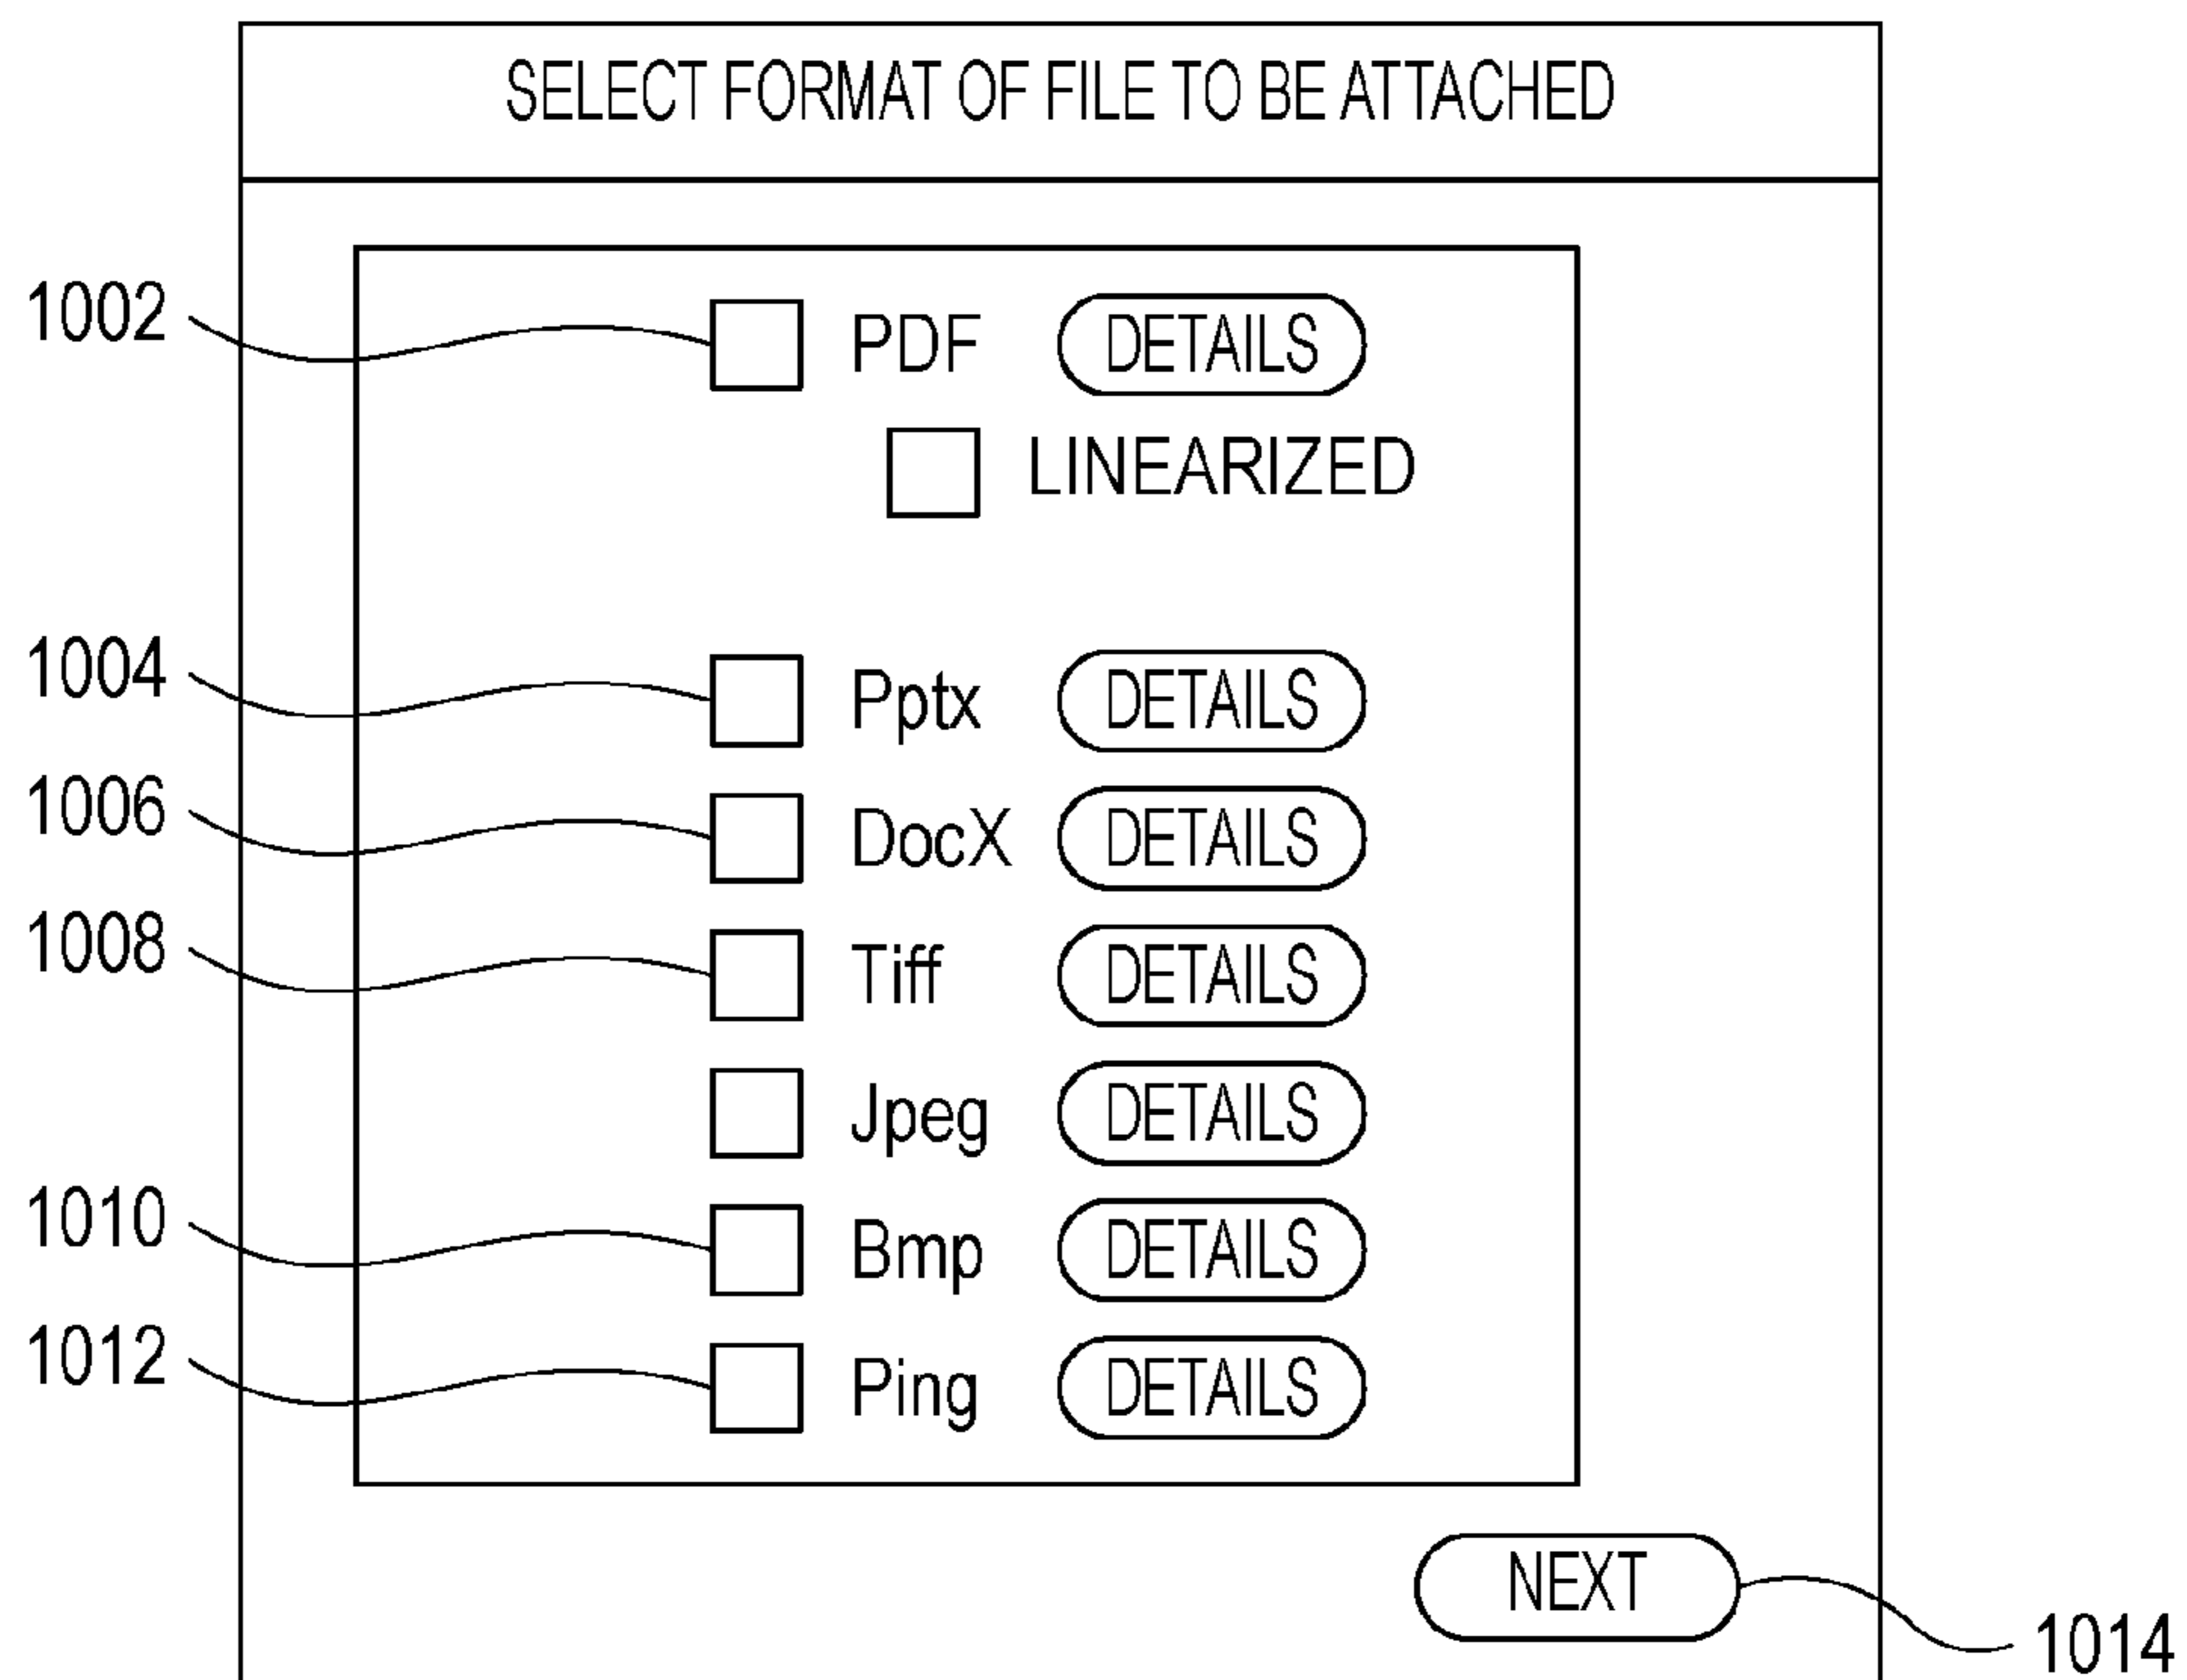 SELECT FORMAT OF FILE TO BE ATTACHED
1002 PDF DETAILS
LINEARIZED
1004 Pptx DETAILS
1006 DocX DETAILS
1008 Tiff DETAILS
Jpeg DETAILS
1010 Bmp DETAILS
1012 Ping DETAILS
NEXT
1014